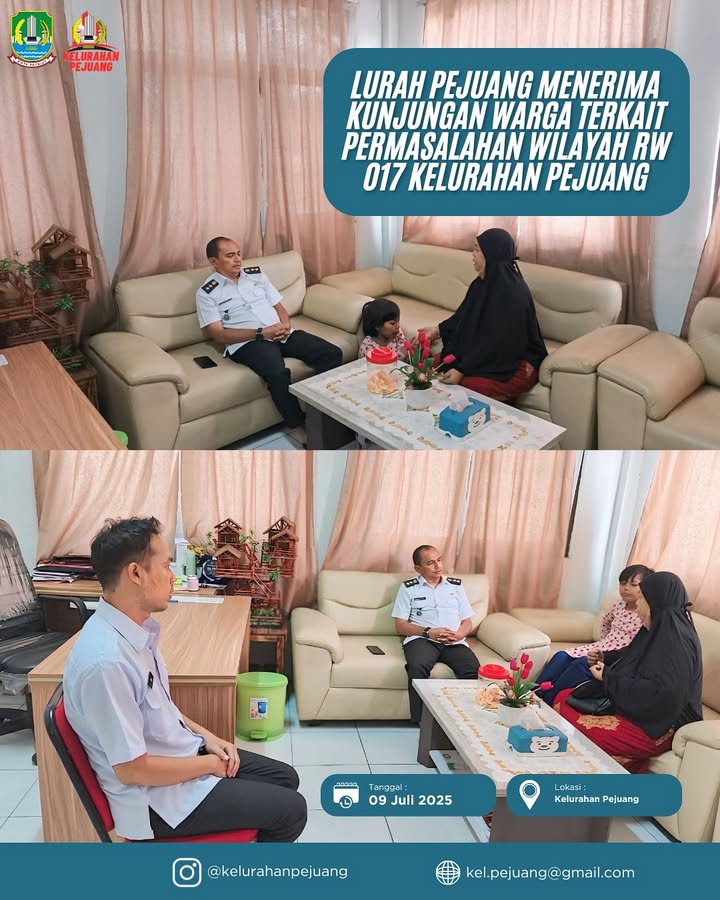 KELURAHAN
PEJUANG
LURAH PEJUANG MENERIMA
KUNJUNGAN WARGA TERKAIT
PERMASALAHAN WILAYAH RW
017 KELURAHAN PEJUANG
Tanggal :
09 Juli 2025
Lokasi :
Kelurahan Pejuang
@kelurahanpejuang
kel.pejuang@gmail.com